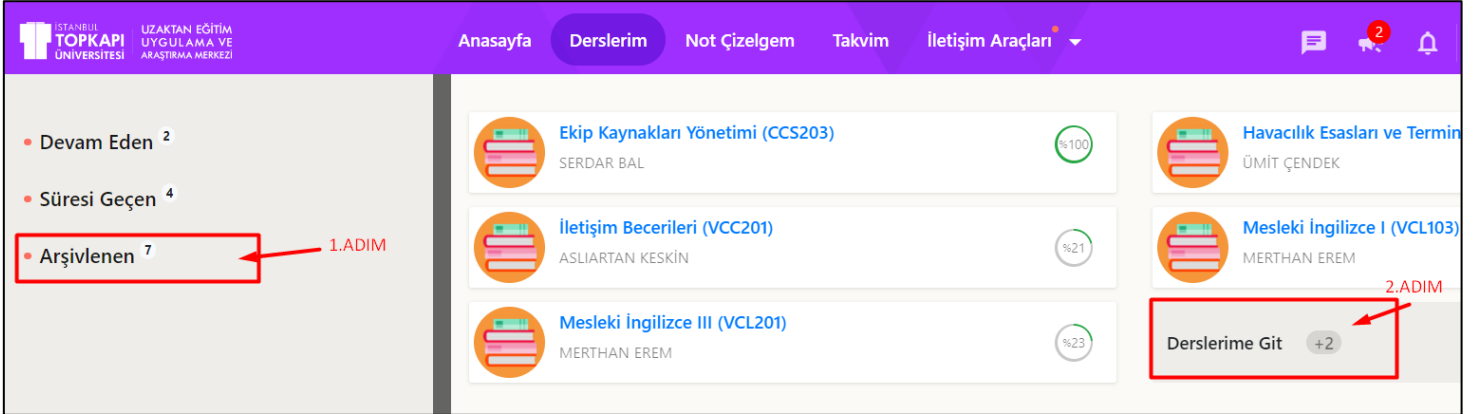 İSTANBUL
TOPKAPI
ÜNİVERSİTESİ
UZAKTAN EĞİTİM
UYGULAMA VE
ARAŞTIRMA MERKEZİ
Anasayfa Derslerim Not Çizelgem Takvim İletişim Araçları
2
Devam Eden 2
Süresi Geçen 4
Arşivlenen 7
1.ADIM
Ekip Kaynakları Yönetimi (CCS203)
SERDAR BAL
%100
Havacılık Esasları ve Termin
ÜMİT ÇENDEK
İletişim Becerileri (VCC201)
ASLIARTAN KESKİN
%21
Mesleki İngilizce I (VCL103)
MERTHAN EREM
2.ADIM
Mesleki İngilizce III (VCL201)
MERTHAN EREM
%23
Derslerime Git +2